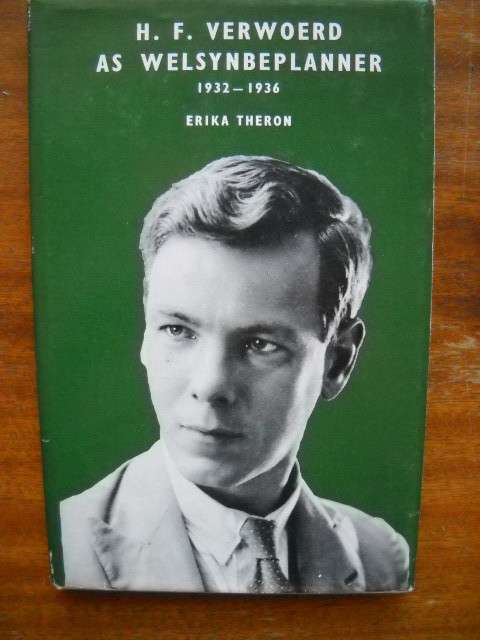 H. F. VERWOERD
AS WELSYNBEPLANNER
1932–1936
ERIKA THERON